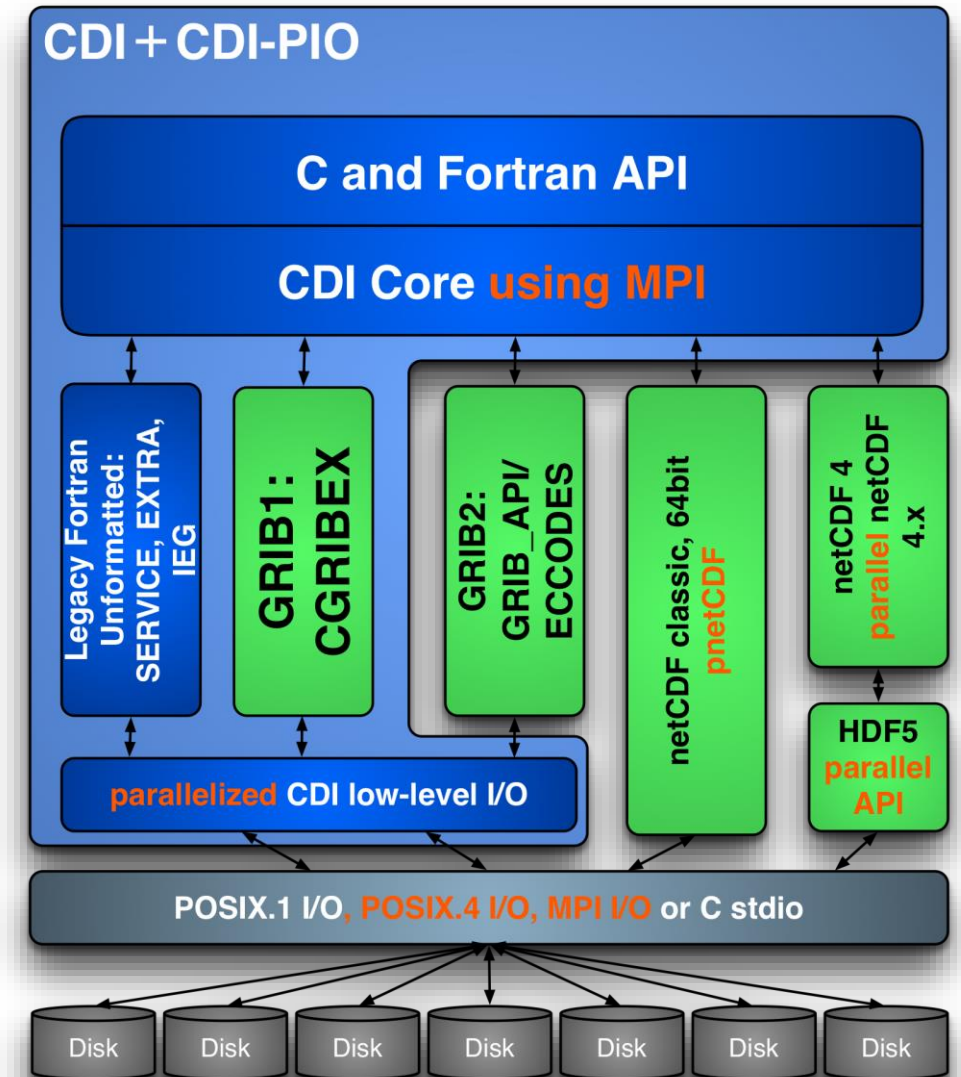 CDI + CDI-PIO
C and Fortran API
CDI Core using MPI
Legacy Fortran
Unformatted:
SERVICE, EXTRA,
IEG
GRIB1:
CGRIBEX
GRIB2:
GRIB_API/
ECCODES
netCDF classic, 64bit
pnetCDF
netCDF 4
parallel netCDF
4.x
HDF5
parallel
API
parallelized CDI low-level I/O
POSIX.1 I/O, POSIX.4 I/O, MPI I/O or C stdio
Disk
Disk
Disk
Disk
Disk
Disk
Disk